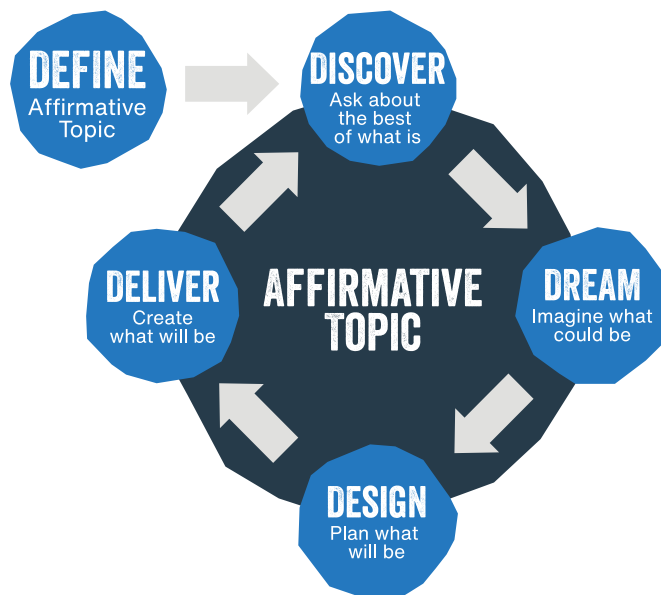 DEFINE
Affirmative
Topic
DISCOVER
Ask about
the best
of what is
DREAM
Imagine what
could be
DESIGN
Plan what
will be
DELIVER
Create
what will be
AFFIRMATIVE
TOPIC